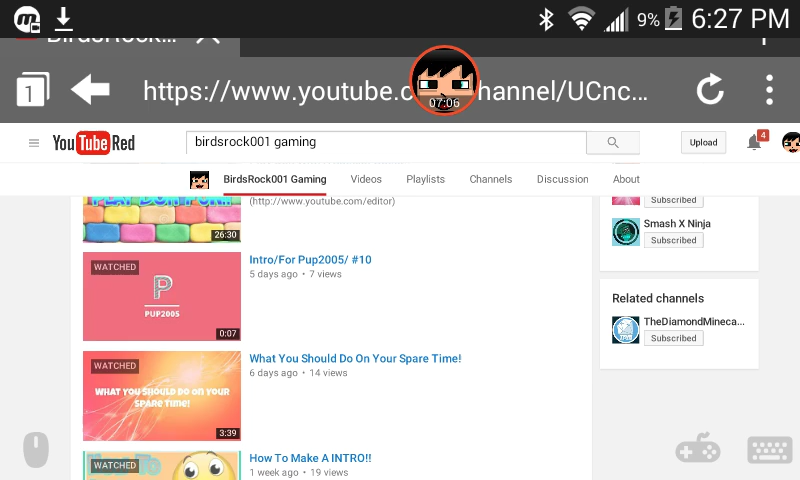 9% 6:27 PM
BirdsRock...
1
https://www.youtube.c hannel/UCnc...
07:06
YouTube Red
birdsrock001 gaming
Upload
4
BirdsRock001 Gaming Videos Playlists Channels Discussion About
(http://www.youtube.com/editor)
26:30
Subscribed
Smash X Ninja
Subscribed
WATCHED
P
PUP2005
0:07
Intro/For Pup2005/ #10
5 days ago • 7 views
Related channels
TheDiamondMineca...
Subscribed
WATCHED
WHAT YOU SHOULD DO ON YOUR
SPARE TIME!
3:39
What You Should Do On Your Spare Time!
6 days ago • 14 views
WATCHED
How To
How To Make A INTRO!!
1 week ago • 19 views